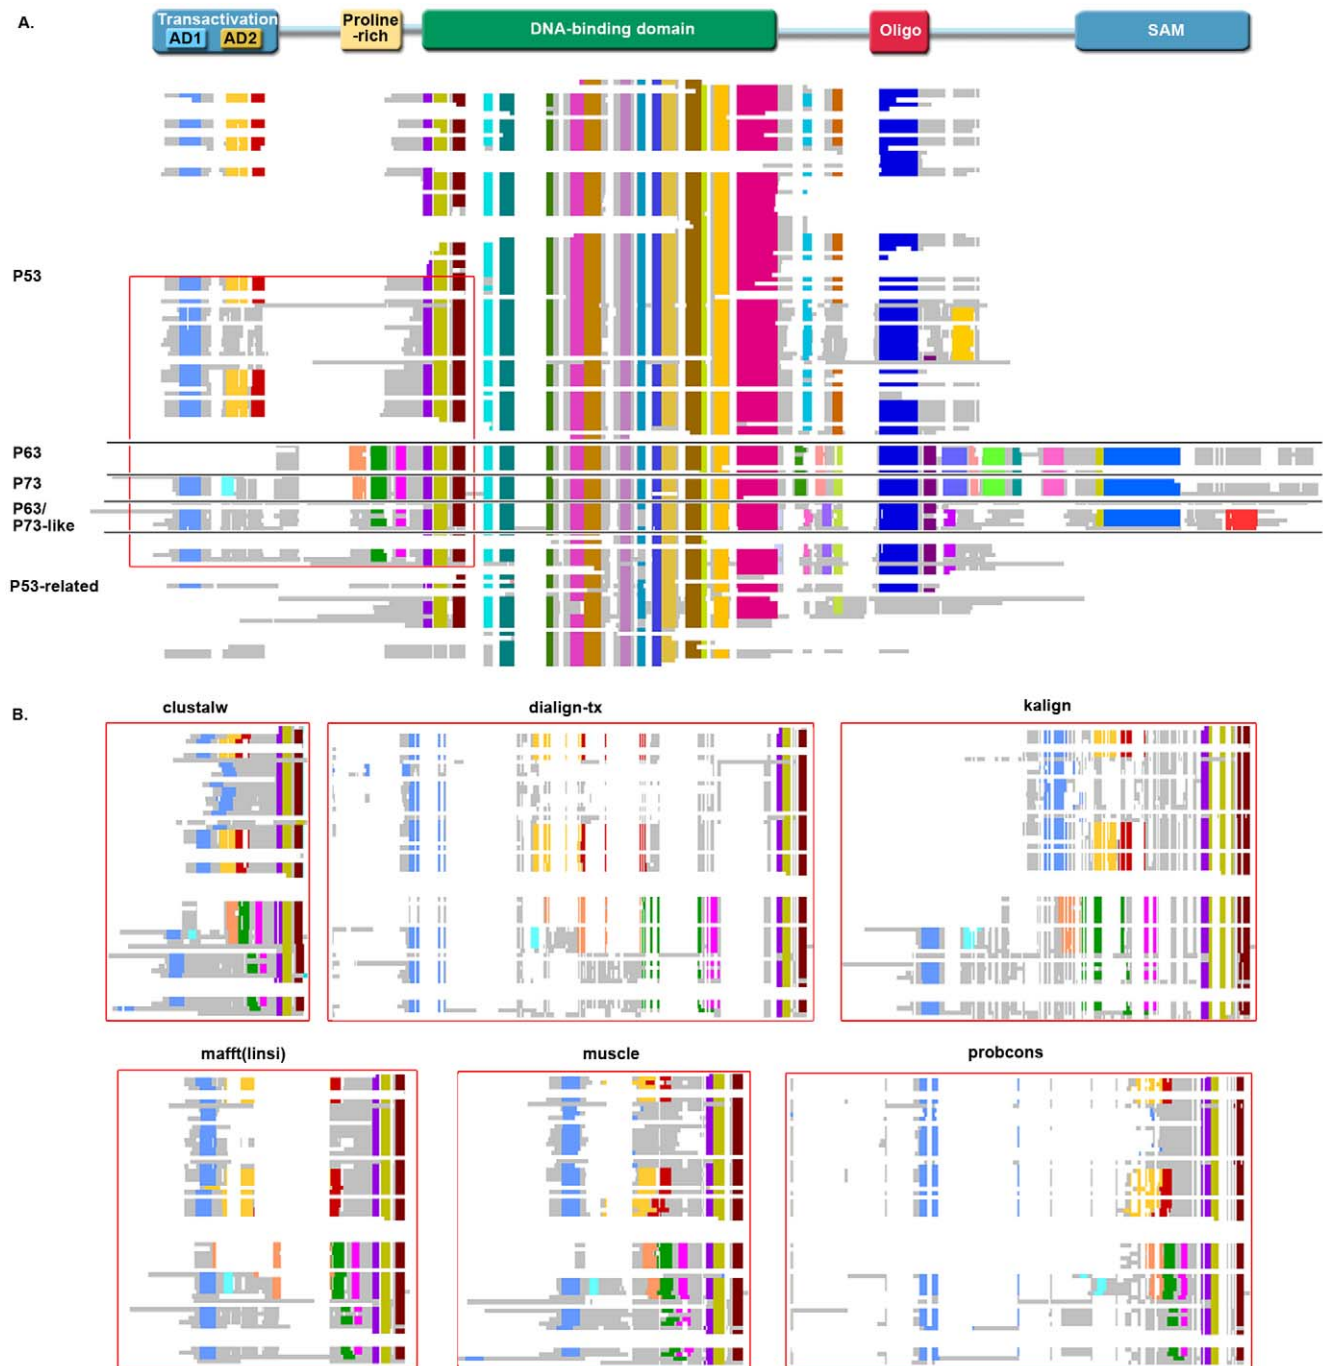 A.
Transactivation
AD1 AD2
Proline
-rich
DNA-binding domain
Oligo
SAM
P53
P63
P73
P63/
P73-like
P53-related
B.
clustalw
dialign-tx
kalign
mafft(linsi)
muscle
probcons